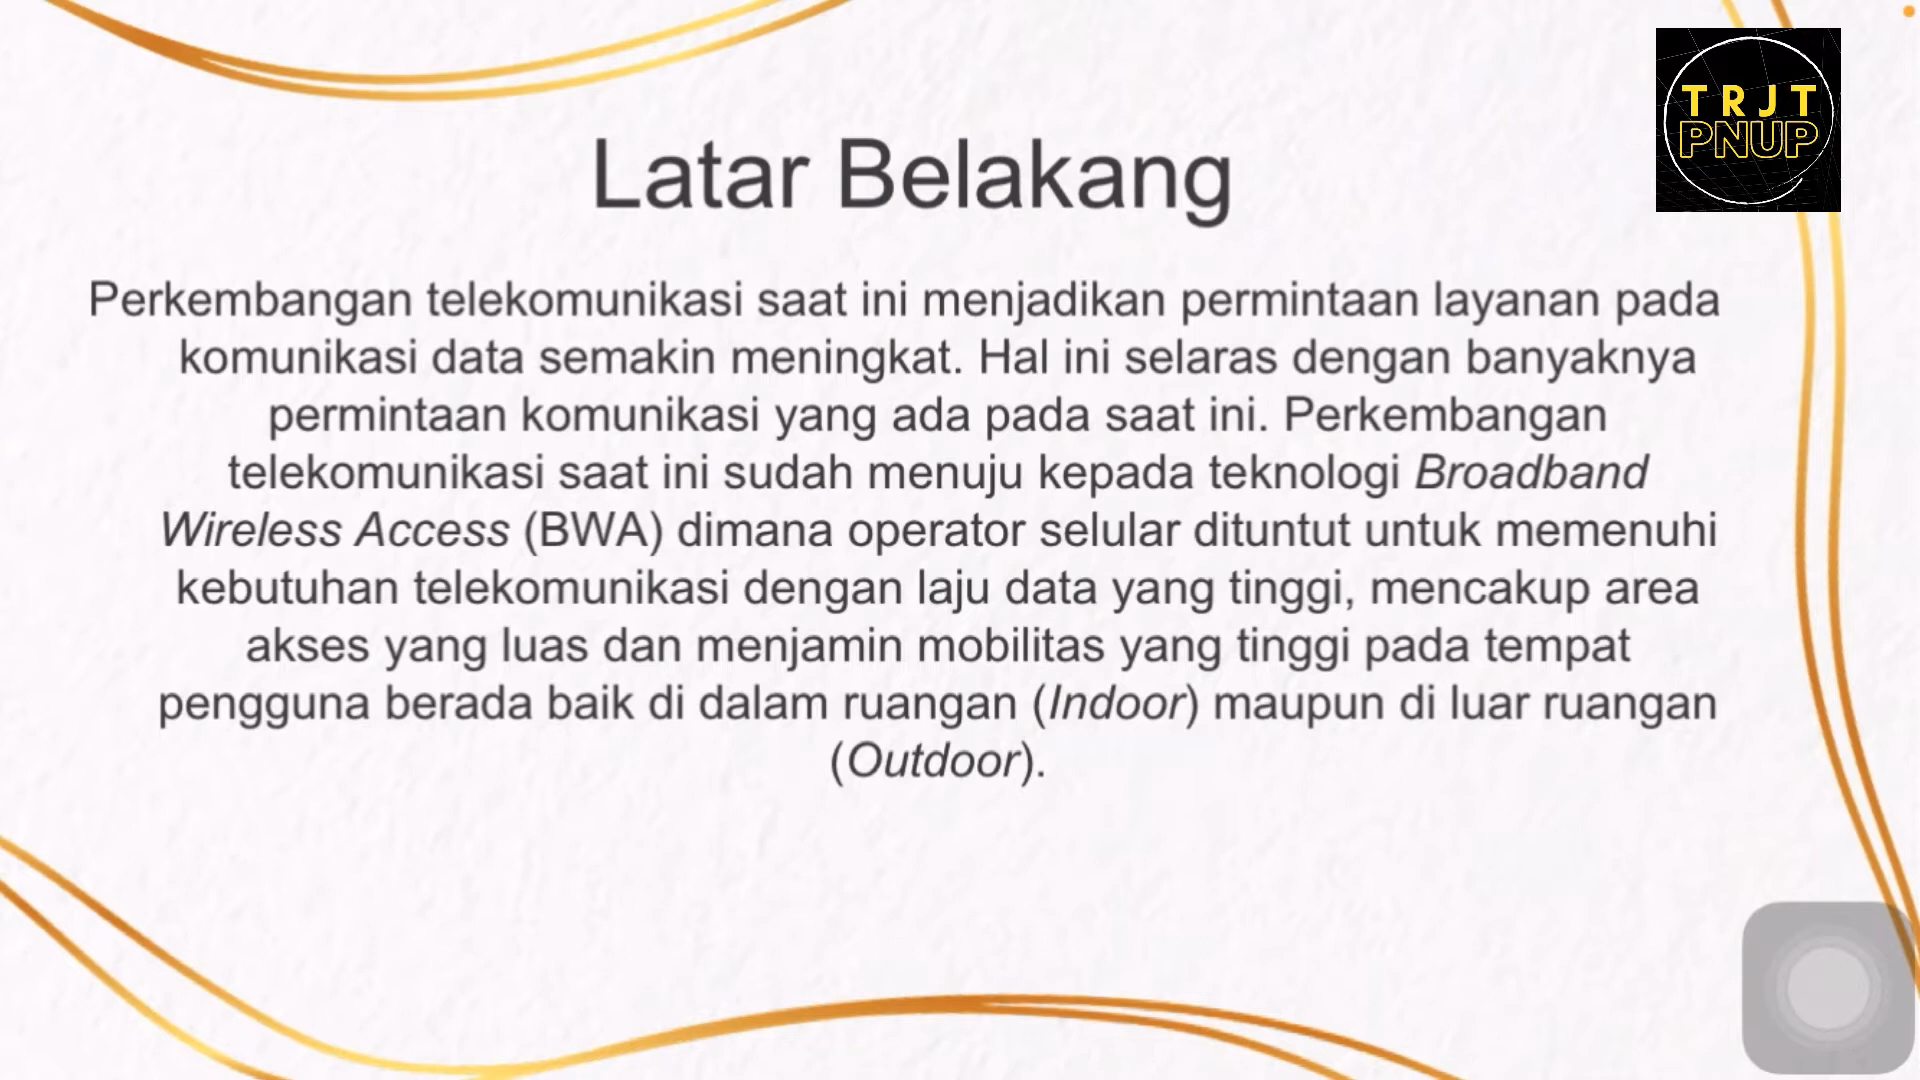 TRJT
PNUP
Latar Belakang
Perkembangan telekomunikasi saat ini menjadikan permintaan layanan pada
komunikasi data semakin meningkat. Hal ini selaras dengan banyaknya
permintaan komunikasi yang ada pada saat ini. Perkembangan
telekomunikasi saat ini sudah menuju kepada teknologi Broadband
Wireless Access (BWA) dimana operator selular dituntut untuk memenuhi
kebutuhan telekomunikasi dengan laju data yang tinggi, mencakup area
akses yang luas dan menjamin mobilitas yang tinggi pada tempat
pengguna berada baik di dalam ruangan (Indoor) maupun di luar ruangan
(Outdoor).